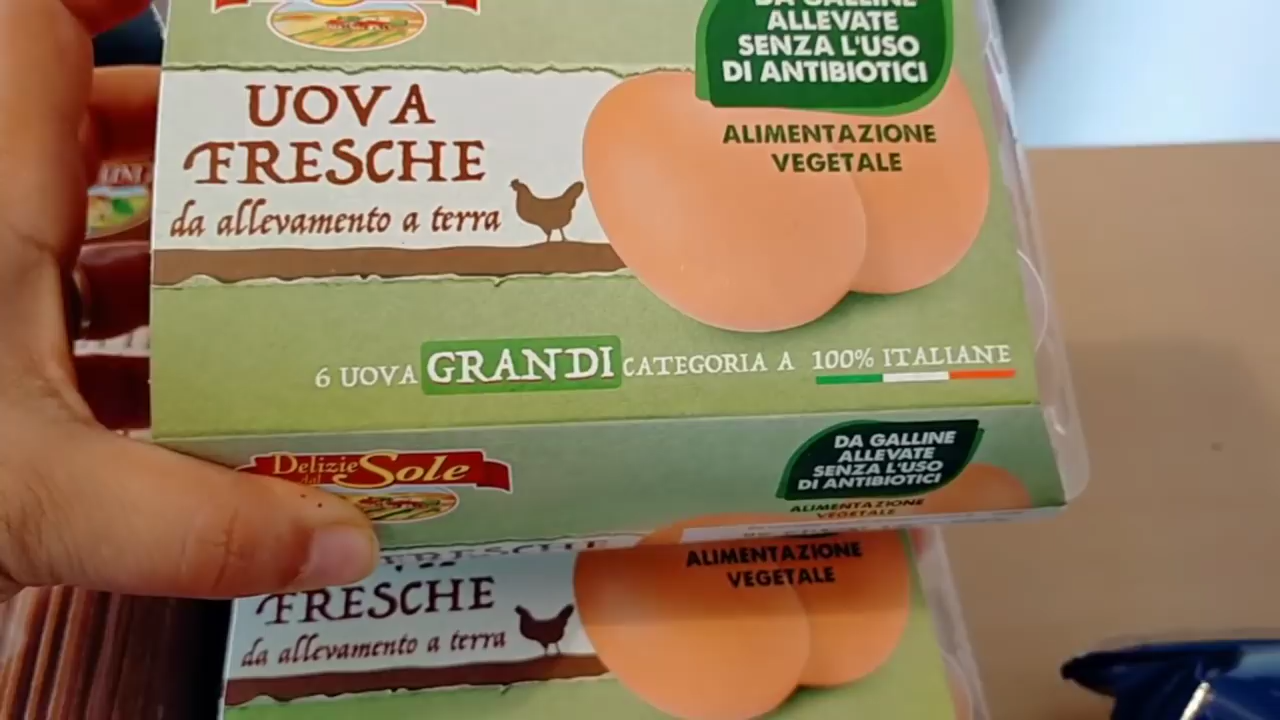 DA GALLINE
ALLEVATE
SENZA L'USO
DI ANTIBIOTICI
UOVA
FRESCHE
da allevamento a terra
ALIMENTAZIONE
VEGETALE
6 UOVA GRANDI CATEGORIA A 100% ITALIANE
Delizie
dal Sole
DA GALLINE
ALLEVATE
SENZA L'USO
DI ANTIBIOTICI
ALIMENTAZIONE
VEGETALE
FRESCHE
da allevamento a terra
ALIMENTAZIONE
VEGETALE